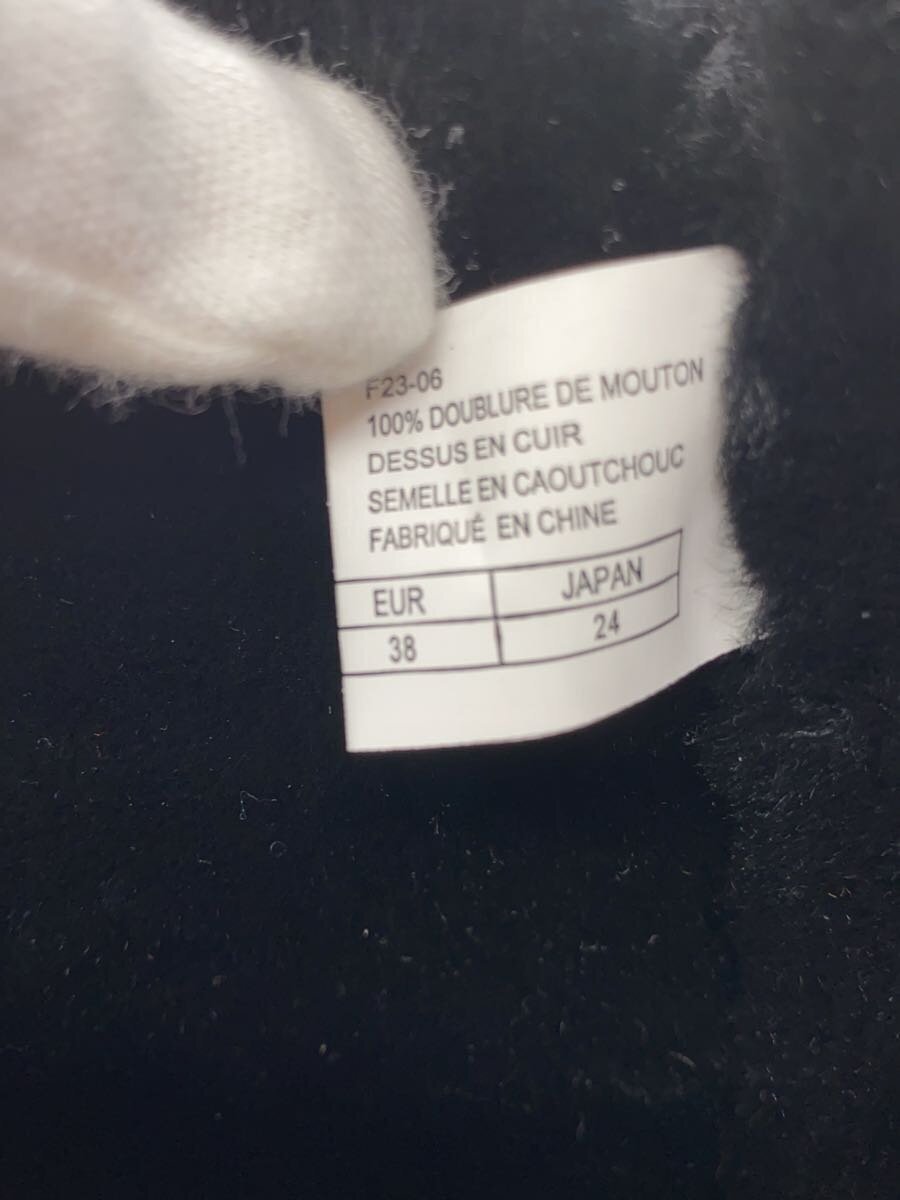 F23-06
100% DOUBLURE DE MOUTON
DESSUS EN CUIR
SEMELLE EN CAOUTCHOUC
FABRIQUÉ EN CHINE
EUR JAPAN
38 24